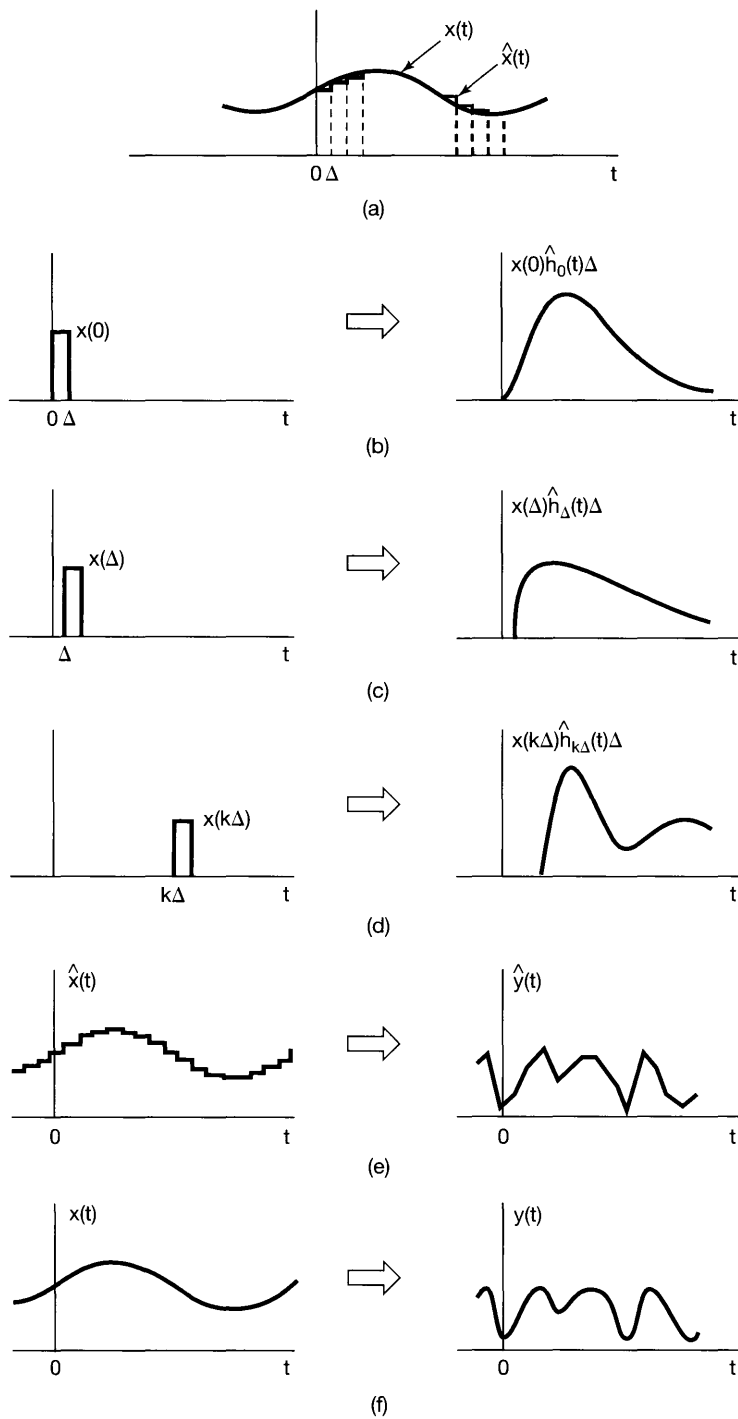 x(t)
x̂(t)
0 Δ t
(a)
x(0)
0 Δ t
x(0)ĥ₀(t)Δ
t
(b)
x(Δ)
Δ t
x(Δ)ĥ_Δ(t)Δ
t
(c)
x(kΔ)
kΔ t
x(kΔ)ĥ_kΔ(t)Δ
t
(d)
x̂(t)
0 t
ŷ(t)
0 t
(e)
x(t)
0 t
y(t)
0 t
(f)